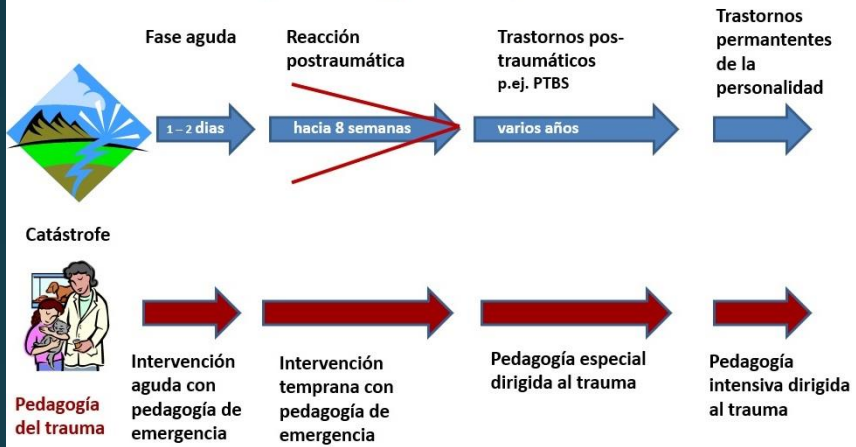 Fase aguda
Reacción
postraumática
Trastornos pos-
traumáticos
p.ej. PTBS
Trastornos
permantentes
de la
personalidad
1 – 2 dias
hacia 8 semanas
varios años
Catástrofe
Pedagogía
del trauma
Intervención
aguda con
pedagogía de
emergencia
Intervención
temprana con
pedagogía de
emergencia
Pedagogía especial
dirigida al trauma
Pedagogía
intensiva dirigida
al trauma